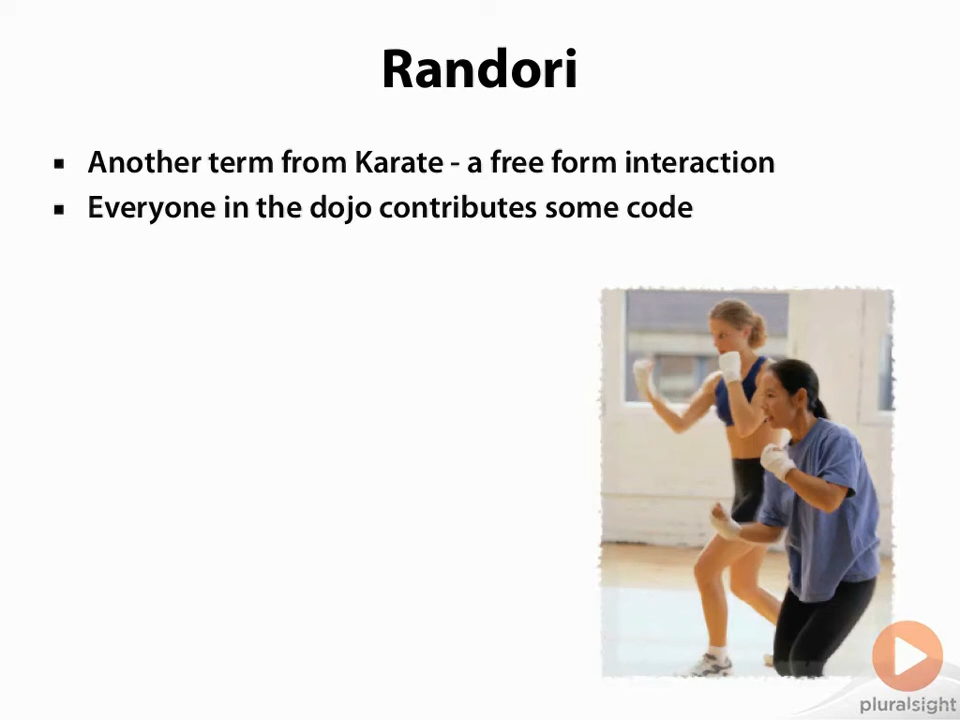 Randori
▪ Another term from Karate - a free form interaction
▪ Everyone in the dojo contributes some code
pluralsight